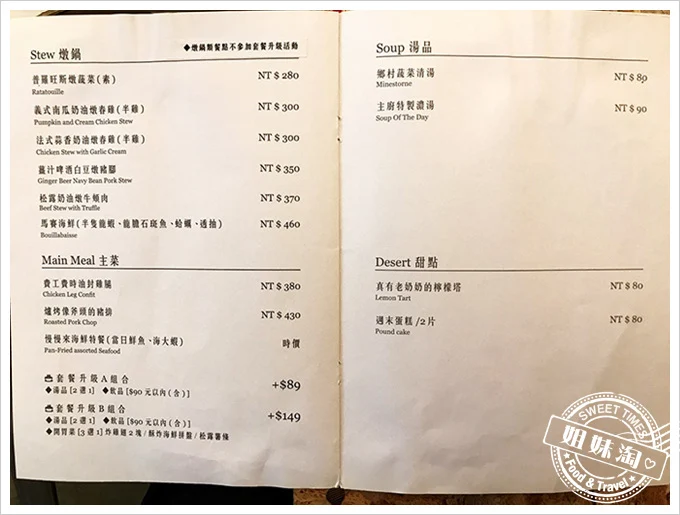 Stew 燉鍋
◆燉鍋類餐點不參加套餐升級活動
普羅旺斯燉蔬菜(素) NT $ 280
Ratatouille
義式南瓜奶油燉春雞(半雞) NT $ 300
Pumpkin and Cream Chicken Stew
法式蒜香奶油燉春雞(半雞) NT $ 300
Chicken Stew with Garlic Cream
薑汁啤酒白豆燉豬腳 NT $ 350
Ginger Beer Navy Bean Pork Stew
松露奶油燉牛頰肉 NT $ 370
Beef Stew with Truffle
馬賽海鮮(半隻龍蝦、龍膽石斑魚、蛤蠣、透抽) NT $ 460
Bouillabaisse
Main Meal 主菜
費工費時油封雞腿 NT $ 380
Chicken Leg Confit
爐烤像斧頭的豬排 NT $ 430
Roasted Pork Chop
慢慢來海鮮特餐(當日鮮魚、海大蝦) 時價
Pan-Fried assorted Seafood
套餐升級A組合 +$89
◆湯品[2選1] ◆飲品[$90元以內(含)]
套餐升級B組合 +$149
◆湯品[2選1] ◆飲品[$90元以內(含)]
◆開胃菜[3選1]炸雞翅2塊/酥炸海鮮拼盤/松露薯條
Soup 湯品
鄉村蔬菜清湯 NT $ 80
Minestorne
主廚特製濃湯 NT $ 90
Soup Of The Day
Desert 甜點
真有老奶奶的檸檬塔 NT $ 80
Lemon Tart
週末蛋糕/2片 NT $ 80
Pound cake
SWEET TIMES
姐妹淘
Food & Travel